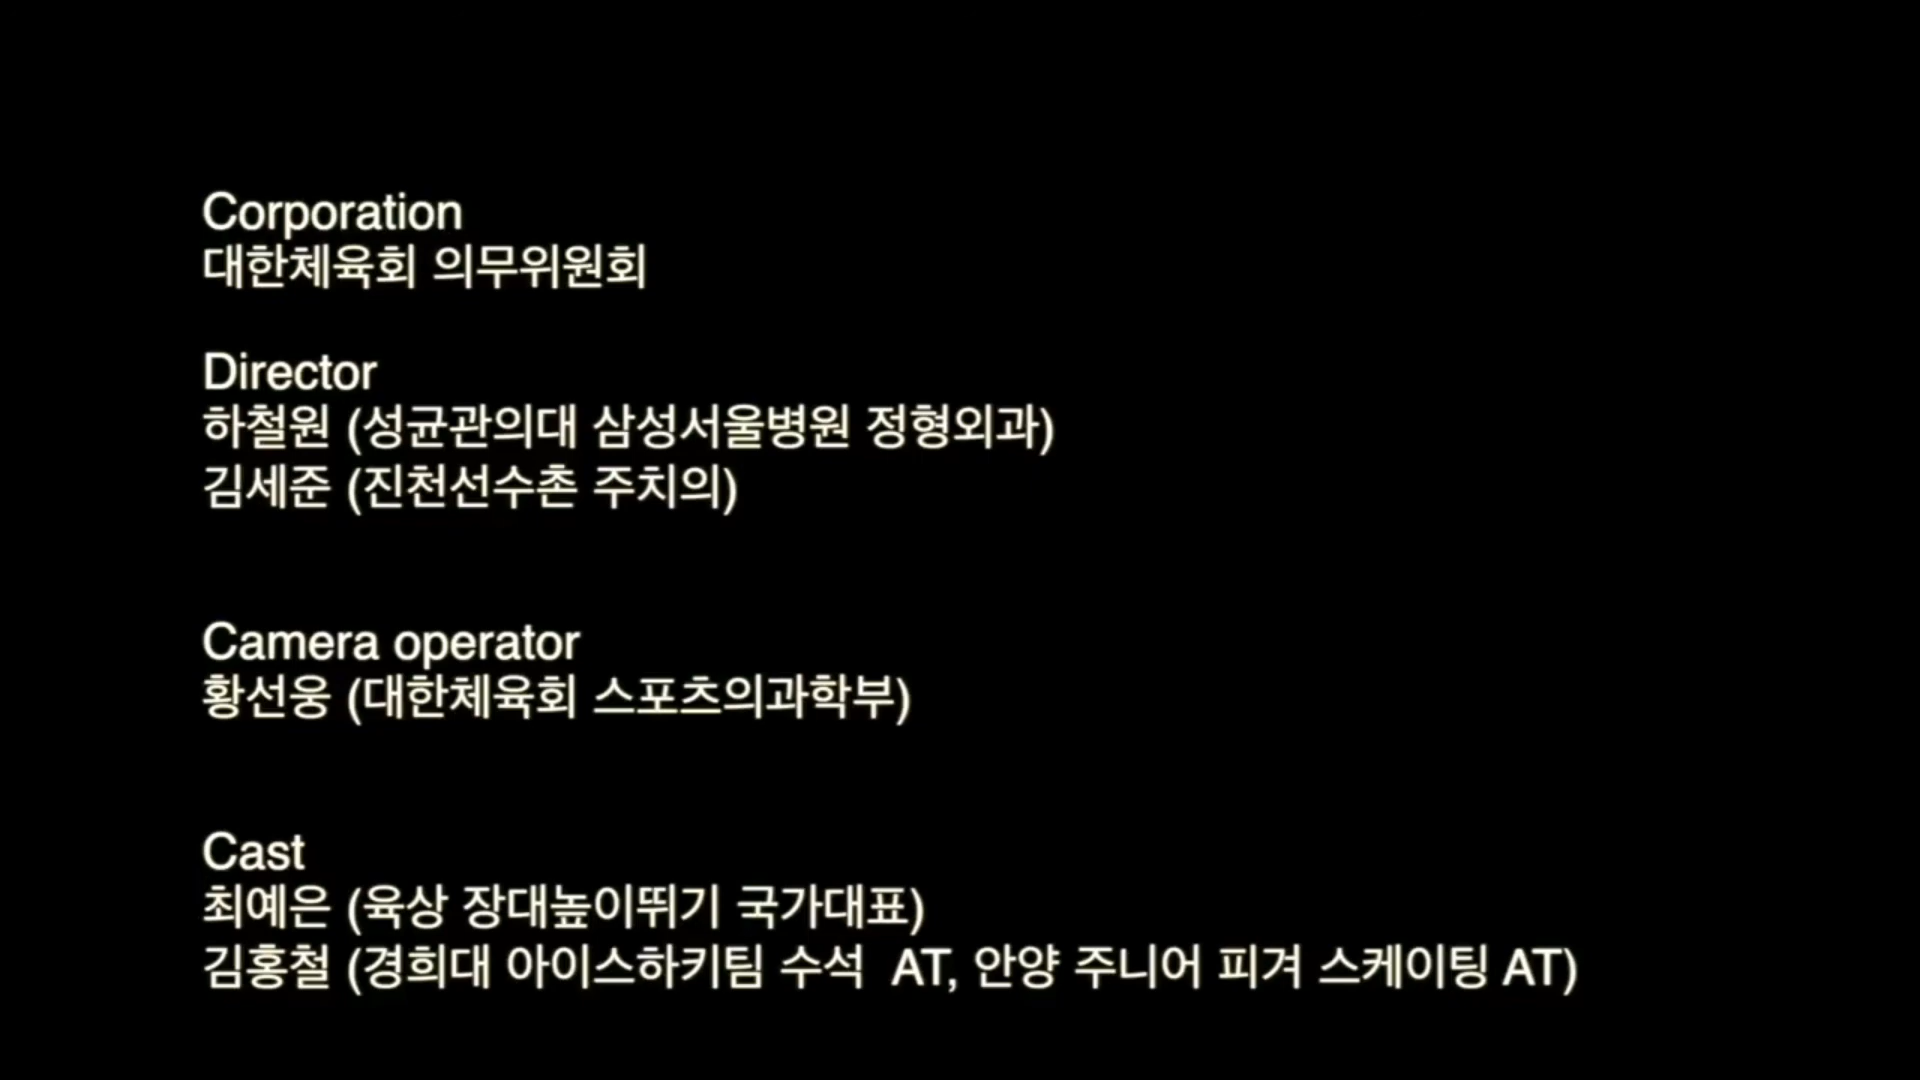 Corporation
대한체육회 의무위원회
Director
하철원 (성균관의대 삼성서울병원 정형외과)
김세준 (진천선수촌 주치의)
Camera operator
황선웅 (대한체육회 스포츠의과학부)
Cast
최예은 (육상 장대높이뛰기 국가대표)
김홍철 (경희대 아이스하키팀 수석 AT, 안양 주니어 피겨 스케이팅 AT)